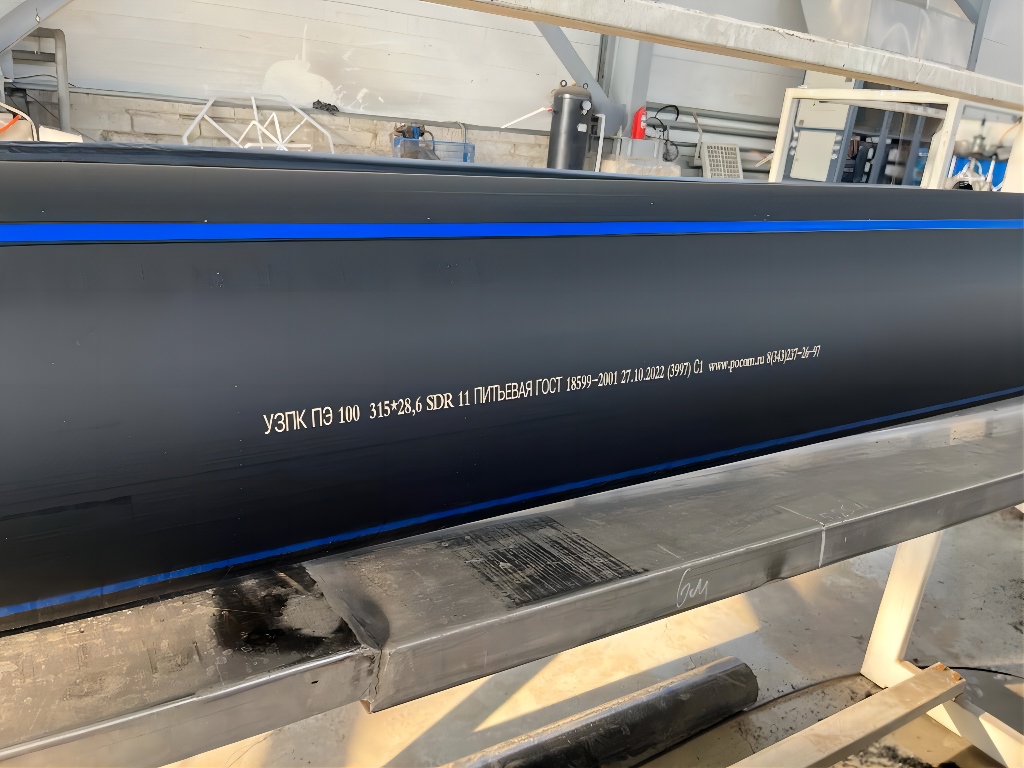 УЗПК ПЭ 100 315*28,6 SDR 11 ПИТЬЕВАЯ ГОСТ 18599-2001 27.10.2022 (3997) С1 www.pocom.ru 8(343)237-26-97
6м